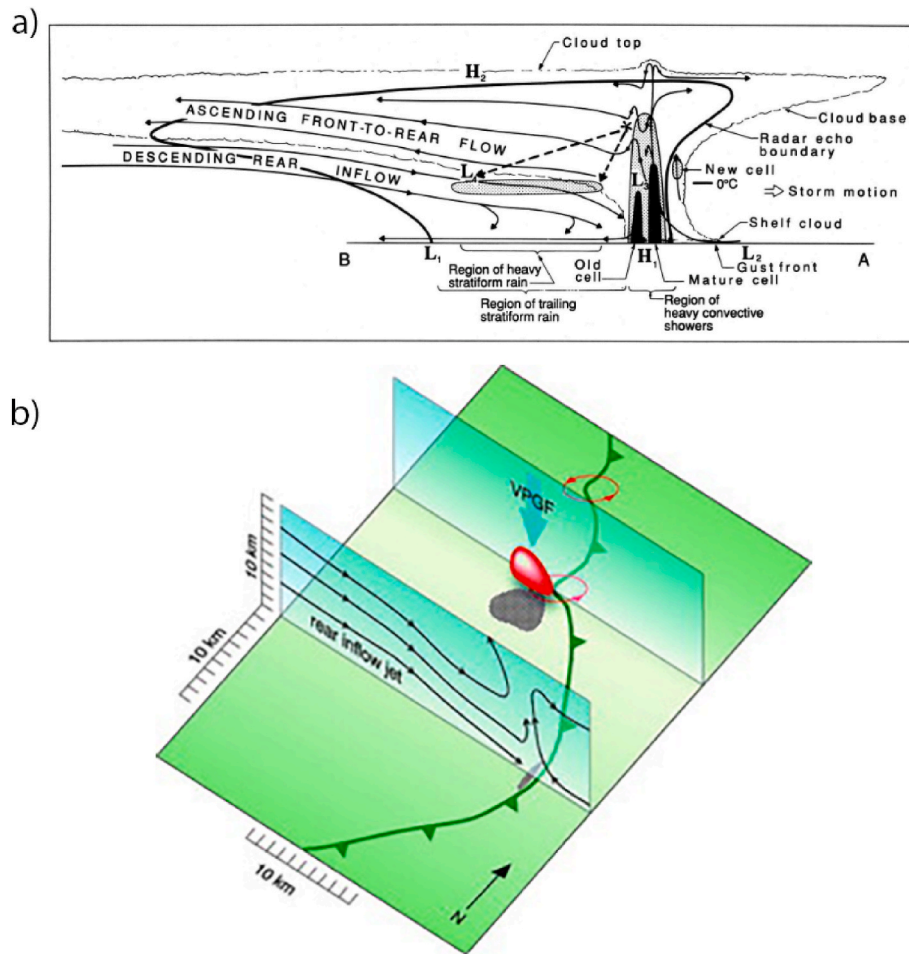 a)
Cloud top
H₂
ASCENDING FRONT-TO-REAR FLOW
Cloud base
Radar echo
boundary
DESCENDING REAR INFLOW
New cell
0°C
Storm motion
L₃
Shelf cloud
B
L₁
Old
cell
H₁
L₂
A
Gust front
Mature cell
Region of heavy
stratiform rain
Region of trailing
stratiform rain
Region of
heavy convective
showers
b)
VPGF
10 km
10 km
rear inflow jet
10 km
N